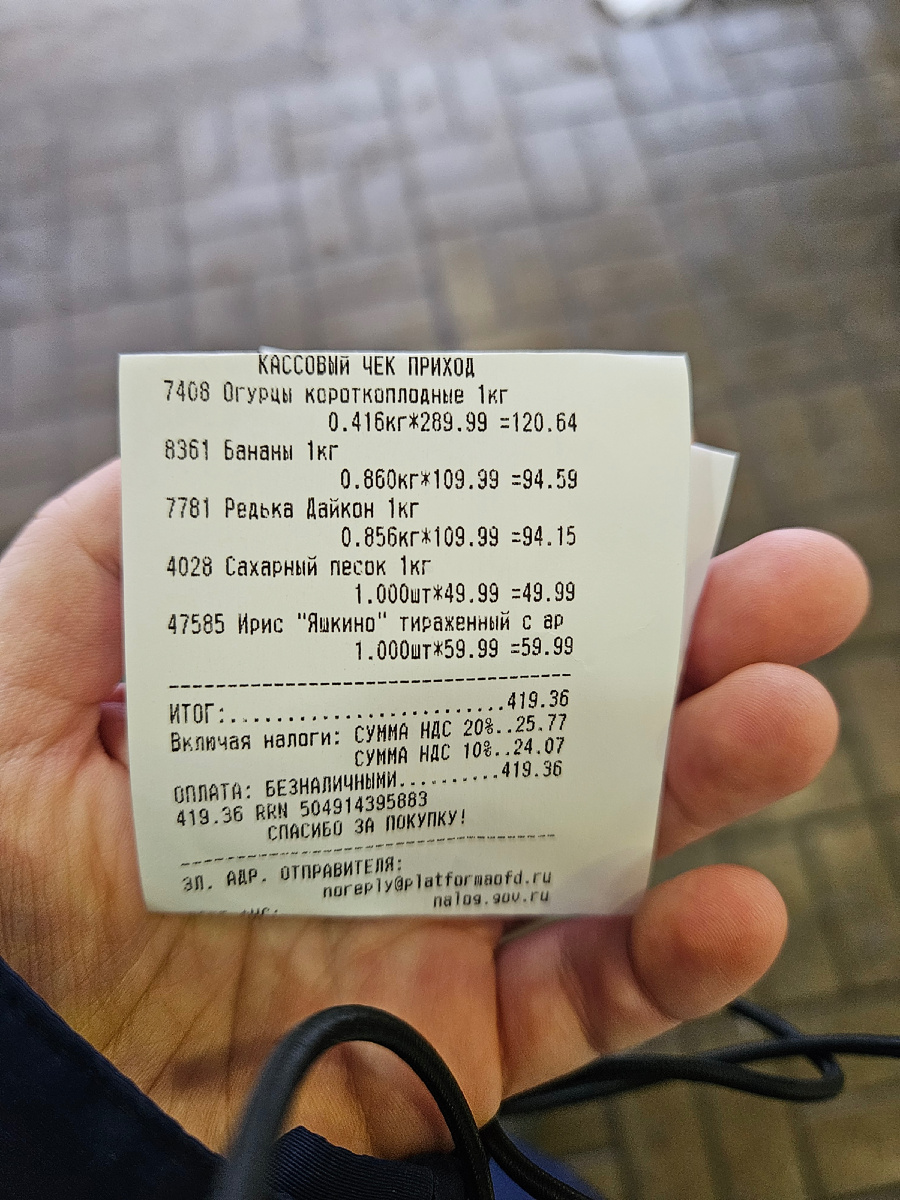 КАССОВЫЙ ЧЕК ПРИХОД
7408 Огурцы короткоплодные 1кг
0.416кг*289.99 =120.64
8361 Бананы 1кг
0.860кг*109.99 =94.59
7781 Редька Дайкон 1кг
0.856кг*109.99 =94.15
4028 Сахарный песок 1кг
1.000шт*49.99 =49.99
47585 Ирис "Яшкино" тираженный с ар
1.000шт*59.99 =59.99
ИТОГ:.......................419.36
Включая налоги: СУММА НДС 20%..25.77
СУММА НДС 10%..24.07
ОПЛАТА: БЕЗНАЛИЧНЫМИ..........419.36
419.36 RRN 504914395883
СПАСИБО ЗА ПОКУПКУ!
ЭЛ. АДР. ОТПРАВИТЕЛЯ:
noreply@platformaofd.ru
nalog.gov.ru